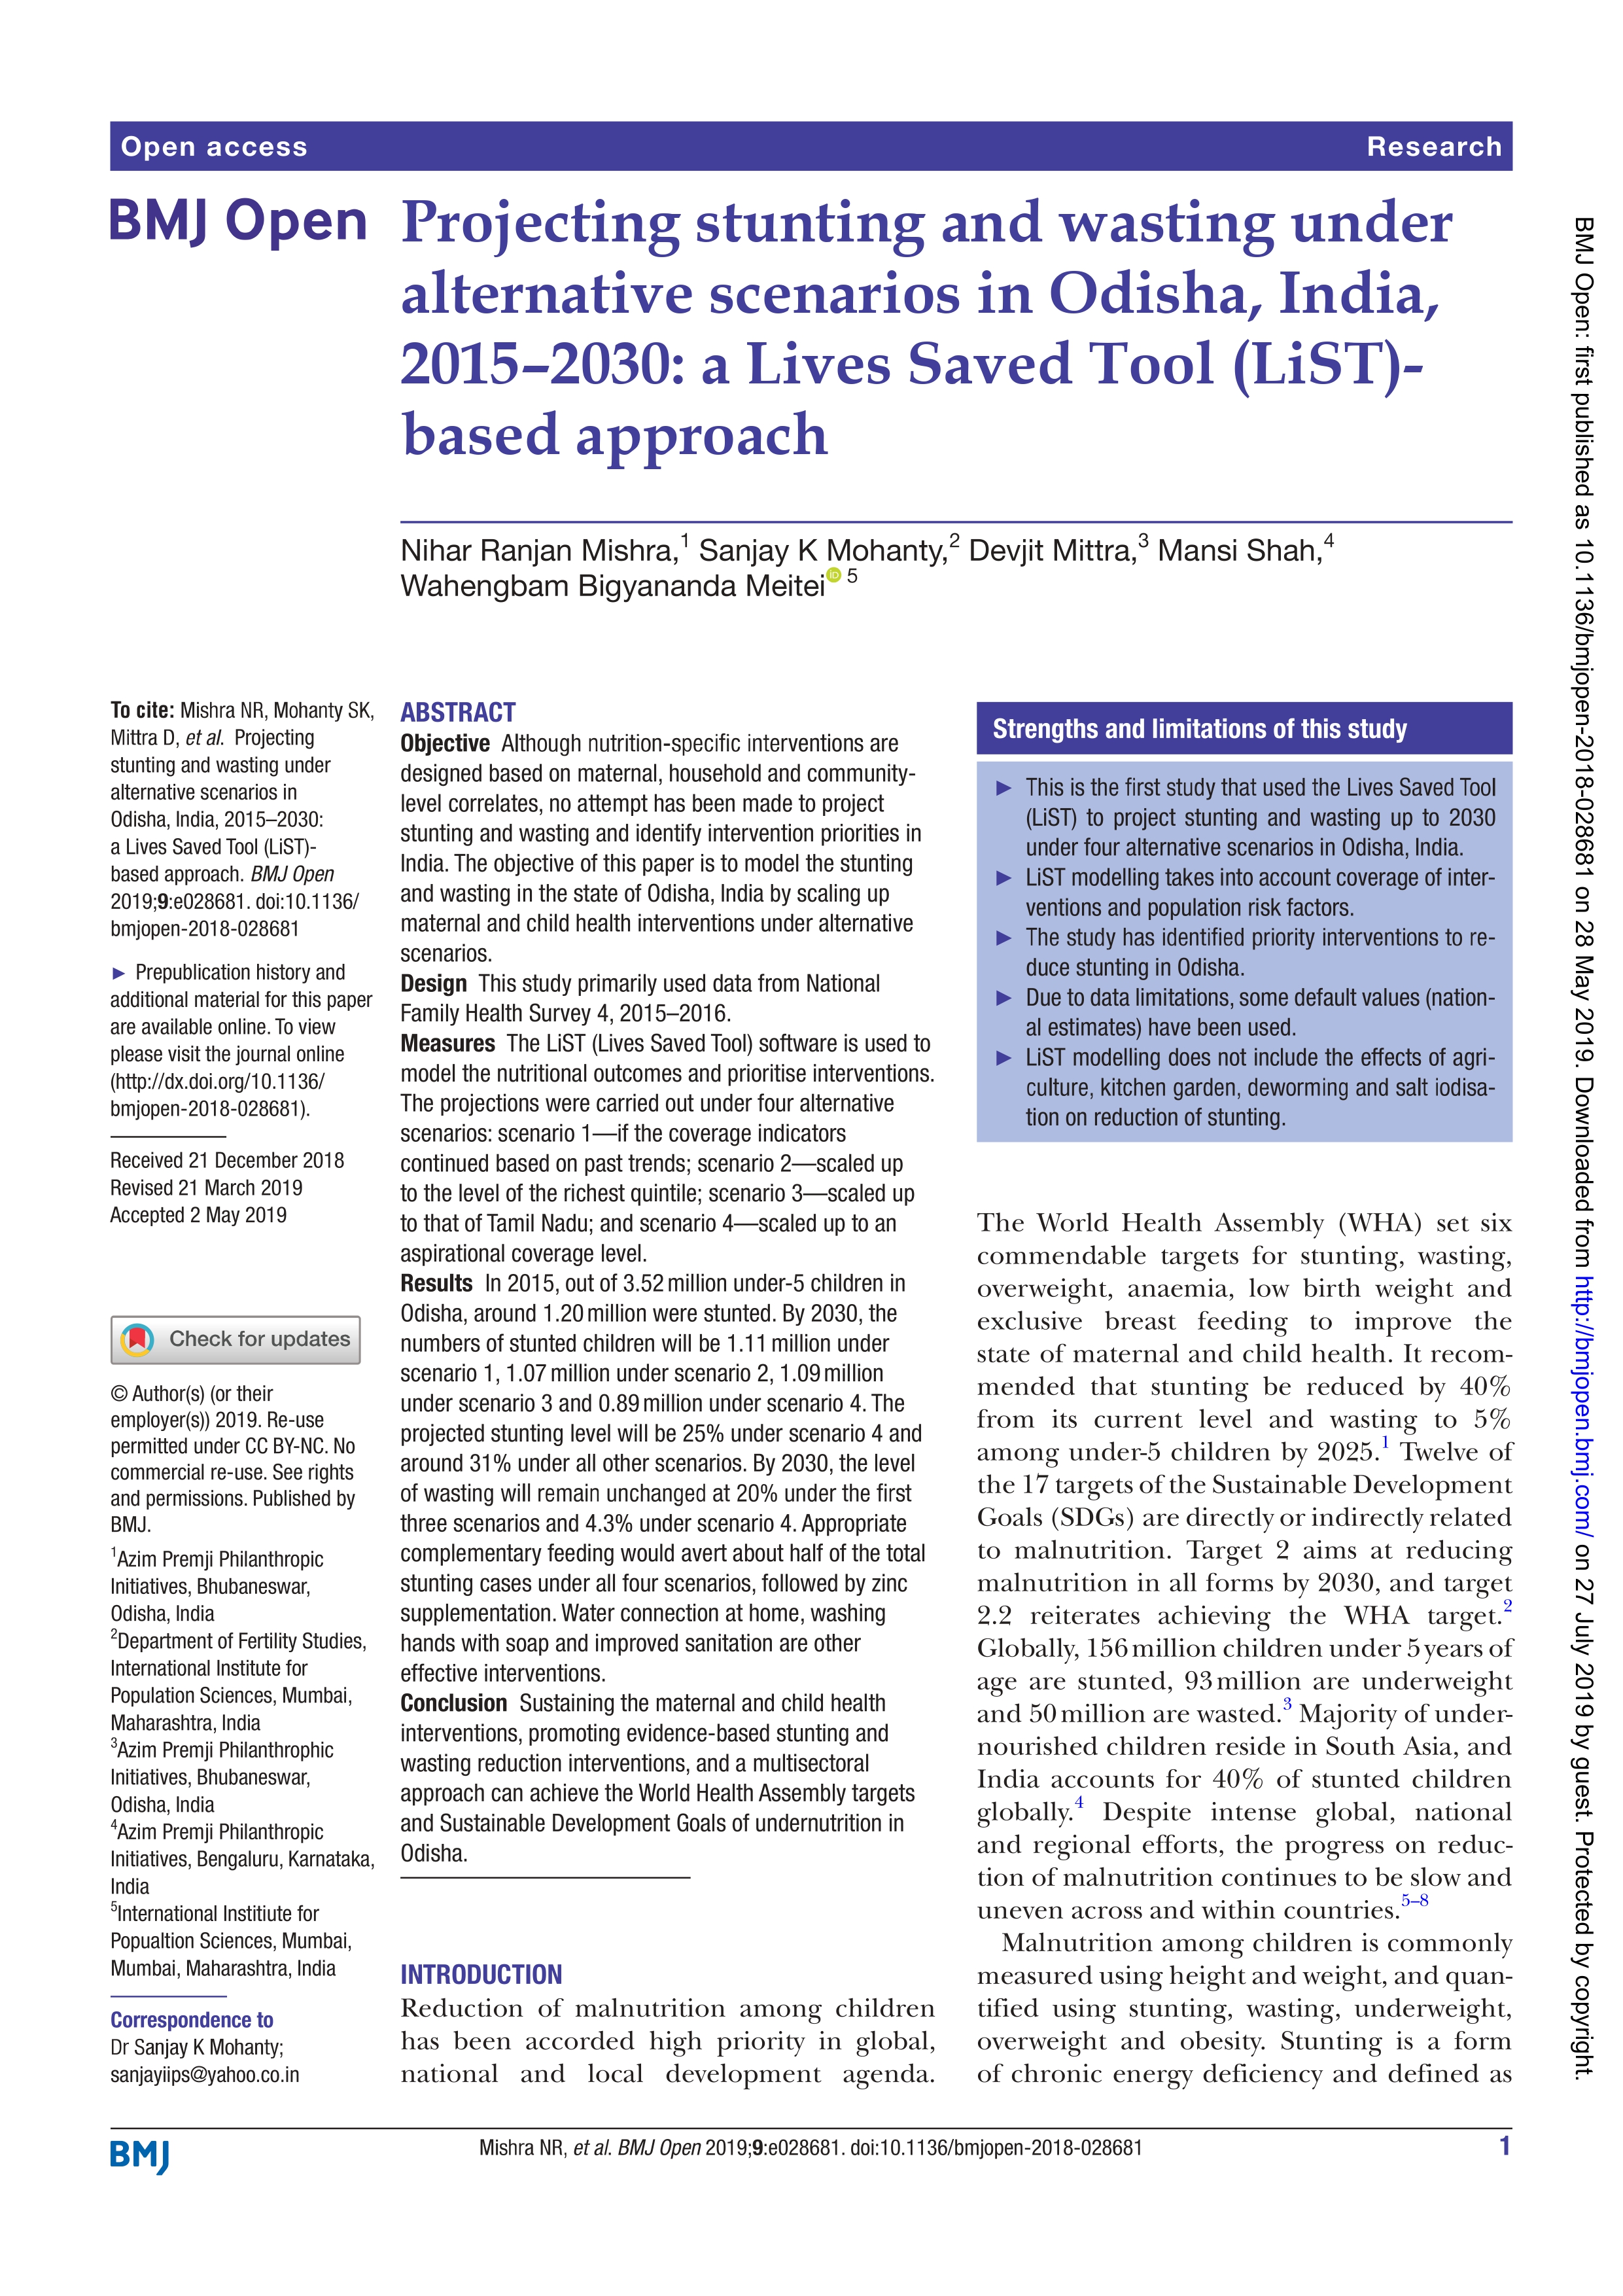 Open access
Research
BMJ Open
Projecting stunting and wasting under
alternative scenarios in Odisha, India,
2015–2030: a Lives Saved Tool (LiST)-
based approach
Nihar Ranjan Mishra,1 Sanjay K Mohanty,2 Devjit Mittra,3 Mansi Shah,4
Wahengbam Bigyananda Meitei iD 5
To cite: Mishra NR, Mohanty SK,
Mittra D, et al. Projecting
stunting and wasting under
alternative scenarios in
Odisha, India, 2015–2030:
a Lives Saved Tool (LiST)-
based approach. BMJ Open
2019;9:e028681. doi:10.1136/
bmjopen-2018-028681
► Prepublication history and
additional material for this paper
are available online. To view
please visit the journal online
(http://dx.doi.org/10.1136/
bmjopen-2018-028681).
Received 21 December 2018
Revised 21 March 2019
Accepted 2 May 2019
Check for updates
© Author(s) (or their
employer(s)) 2019. Re-use
permitted under CC BY-NC. No
commercial re-use. See rights
and permissions. Published by
BMJ.
1Azim Premji Philanthropic
Initiatives, Bhubaneswar,
Odisha, India
2Department of Fertility Studies,
International Institute for
Population Sciences, Mumbai,
Maharashtra, India
3Azim Premji Philanthrophic
Initiatives, Bhubaneswar,
Odisha, India
4Azim Premji Philanthropic
Initiatives, Bengaluru, Karnataka,
India
5International Institiute for
Popualtion Sciences, Mumbai,
Mumbai, Maharashtra, India
Correspondence to
Dr Sanjay K Mohanty;
sanjayiips@yahoo.co.in
ABSTRACT
Objective Although nutrition-specific interventions are
designed based on maternal, household and community-
level correlates, no attempt has been made to project
stunting and wasting and identify intervention priorities in
India. The objective of this paper is to model the stunting
and wasting in the state of Odisha, India by scaling up
maternal and child health interventions under alternative
scenarios.
Design This study primarily used data from National
Family Health Survey 4, 2015–2016.
Measures The LiST (Lives Saved Tool) software is used to
model the nutritional outcomes and prioritise interventions.
The projections were carried out under four alternative
scenarios: scenario 1—if the coverage indicators
continued based on past trends; scenario 2—scaled up
to the level of the richest quintile; scenario 3—scaled up
to that of Tamil Nadu; and scenario 4—scaled up to an
aspirational coverage level.
Results In 2015, out of 3.52 million under-5 children in
Odisha, around 1.20 million were stunted. By 2030, the
numbers of stunted children will be 1.11 million under
scenario 1, 1.07 million under scenario 2, 1.09 million
under scenario 3 and 0.89 million under scenario 4. The
projected stunting level will be 25% under scenario 4 and
around 31% under all other scenarios. By 2030, the level
of wasting will remain unchanged at 20% under the first
three scenarios and 4.3% under scenario 4. Appropriate
complementary feeding would avert about half of the total
stunting cases under all four scenarios, followed by zinc
supplementation. Water connection at home, washing
hands with soap and improved sanitation are other
effective interventions.
Conclusion Sustaining the maternal and child health
interventions, promoting evidence-based stunting and
wasting reduction interventions, and a multisectoral
approach can achieve the World Health Assembly targets
and Sustainable Development Goals of undernutrition in
Odisha.
INTRODUCTION
Reduction of malnutrition among children
has been accorded high priority in global,
national and local development agenda.
Strengths and limitations of this study
► This is the first study that used the Lives Saved Tool
(LiST) to project stunting and wasting up to 2030
under four alternative scenarios in Odisha, India.
► LiST modelling takes into account coverage of inter-
ventions and population risk factors.
► The study has identified priority interventions to re-
duce stunting in Odisha.
► Due to data limitations, some default values (nation-
al estimates) have been used.
► LiST modelling does not include the effects of agri-
culture, kitchen garden, deworming and salt iodisa-
tion on reduction of stunting.
The World Health Assembly (WHA) set six
commendable targets for stunting, wasting,
overweight, anaemia, low birth weight and
exclusive breast feeding to improve the
state of maternal and child health. It recom-
mended that stunting be reduced by 40%
from its current level and wasting to 5%
among under-5 children by 2025.1 Twelve of
the 17 targets of the Sustainable Development
Goals (SDGs) are directly or indirectly related
to malnutrition. Target 2 aims at reducing
malnutrition in all forms by 2030, and target
2.2 reiterates achieving the WHA target.2
Globally, 156 million children under 5 years of
age are stunted, 93 million are underweight
and 50 million are wasted.3 Majority of under-
nourished children reside in South Asia, and
India accounts for 40% of stunted children
globally.4 Despite intense global, national
and regional efforts, the progress on reduc-
tion of malnutrition continues to be slow and
uneven across and within countries.5–8
Malnutrition among children is commonly
measured using height and weight, and quan-
tified using stunting, wasting, underweight,
overweight and obesity. Stunting is a form
of chronic energy deficiency and defined as
BMJ
Mishra NR, et al. BMJ Open 2019;9:e028681. doi:10.1136/bmjopen-2018-028681
1
BMJ Open: first published as 10.1136/bmjopen-2018-028681 on 28 May 2019. Downloaded from http://bmjopen.bmj.com/ on 27 July 2019 by guest. Protected by copyright.